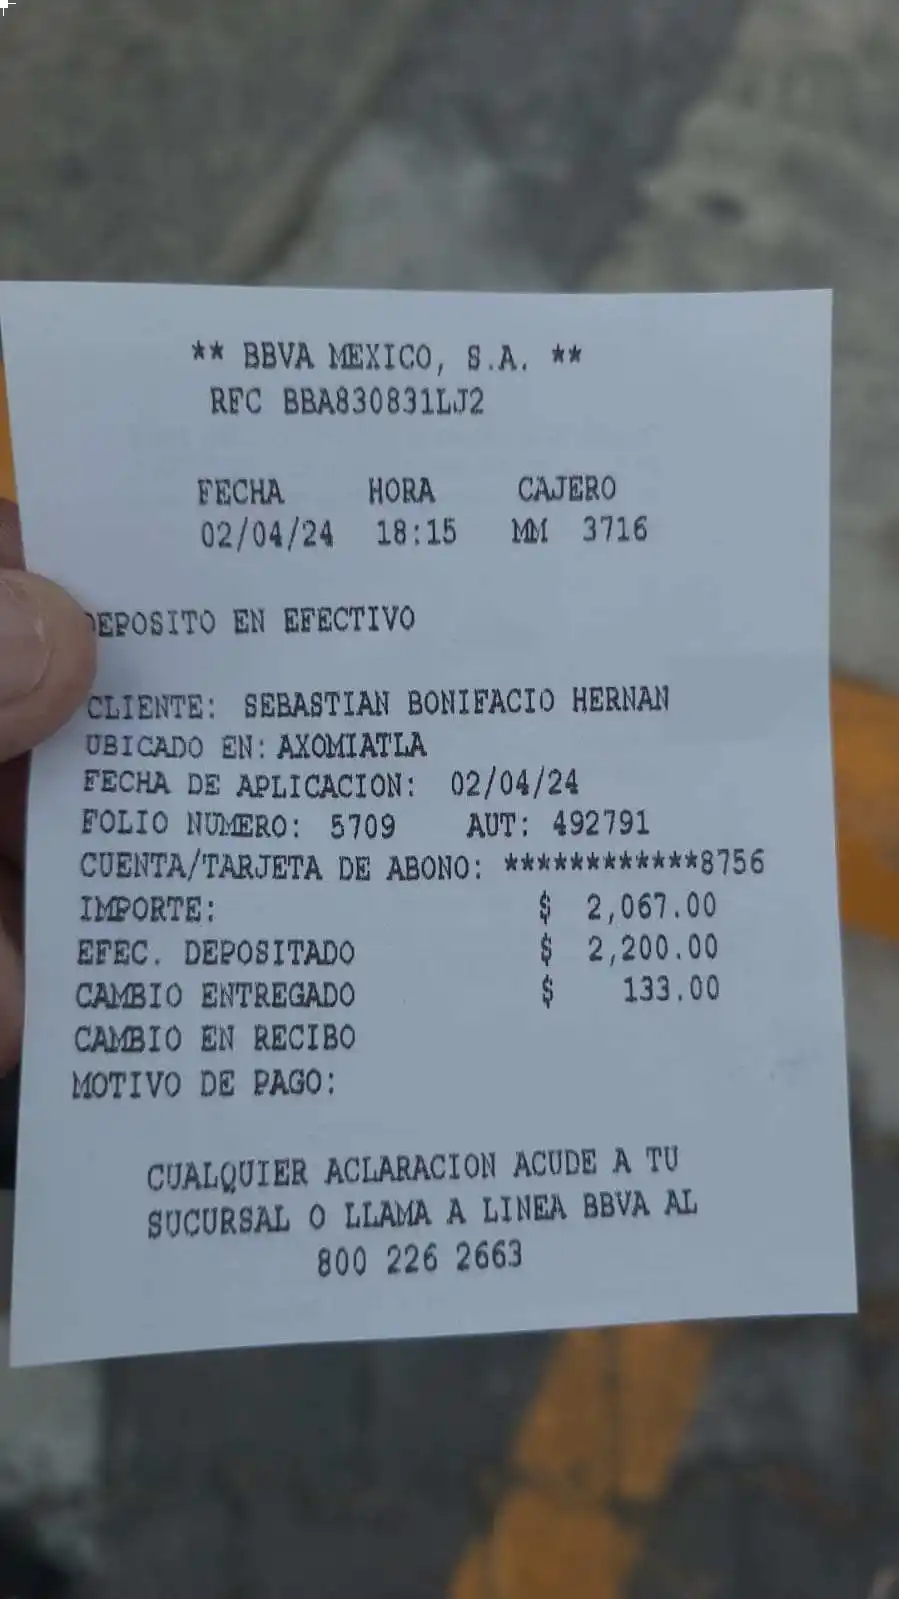 ** BBVA MEXICO, S.A. **
RFC BBA830831LJ2
FECHA HORA CAJERO
02/04/24 18:15 MM 3716
DEPOSITO EN EFECTIVO
CLIENTE: SEBASTIAN BONIFACIO HERNAN
UBICADO EN: AXOMIATLA
FECHA DE APLICACION: 02/04/24
FOLIO NUMERO: 5709 AUT: 492791
CUENTA/TARJETA DE ABONO: ************8756
IMPORTE: $ 2,067.00
EFEC. DEPOSITADO $ 2,200.00
CAMBIO ENTREGADO $ 133.00
CAMBIO EN RECIBO
MOTIVO DE PAGO:
CUALQUIER ACLARACION ACUDE A TU
SUCURSAL O LLAMA A LINEA BBVA AL
800 226 2663